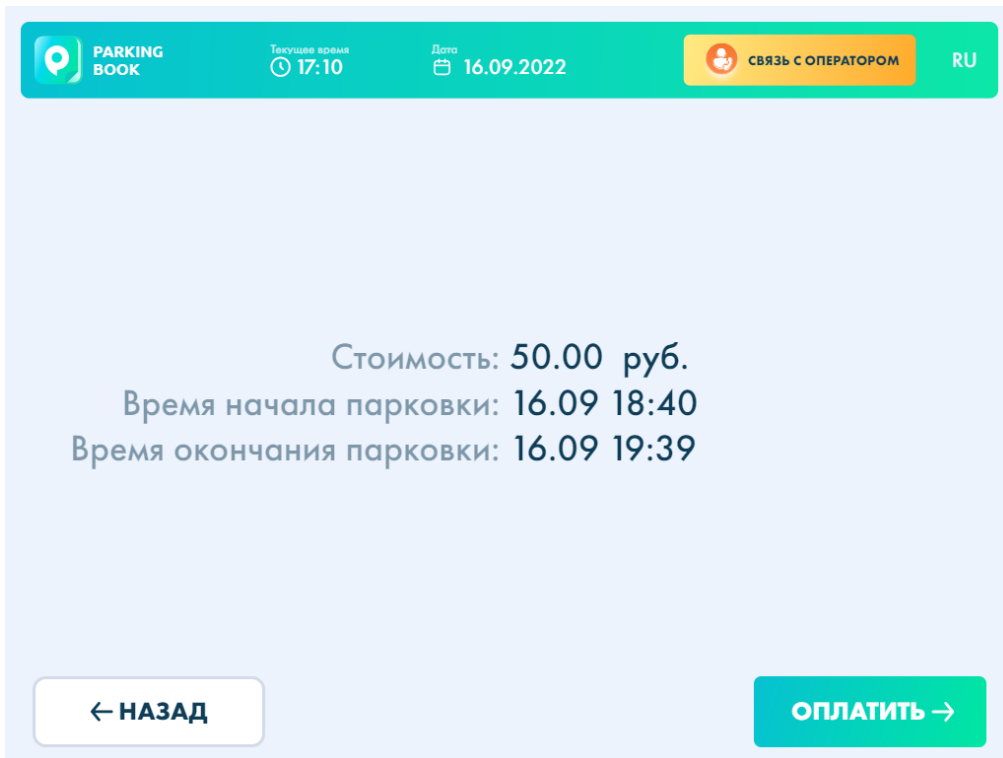 PARKING
BOOK
Текущее время
17:10
Дата
16.09.2022
СВЯЗЬ С ОПЕРАТОРОМ
RU
Стоимость: 50.00 руб.
Время начала парковки: 16.09 18:40
Время окончания парковки: 16.09 19:39
← НАЗАД
ОПЛАТИТЬ →